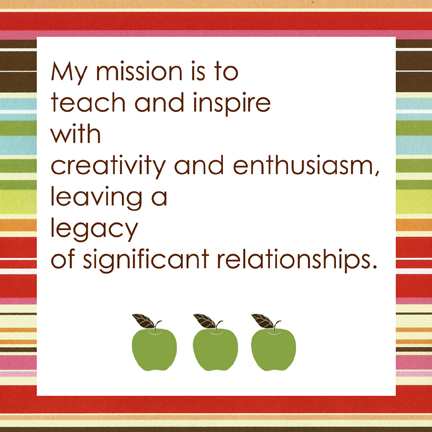 My mission is to
teach and inspire
with
creativity and enthusiasm,
leaving a
legacy
of significant relationships.